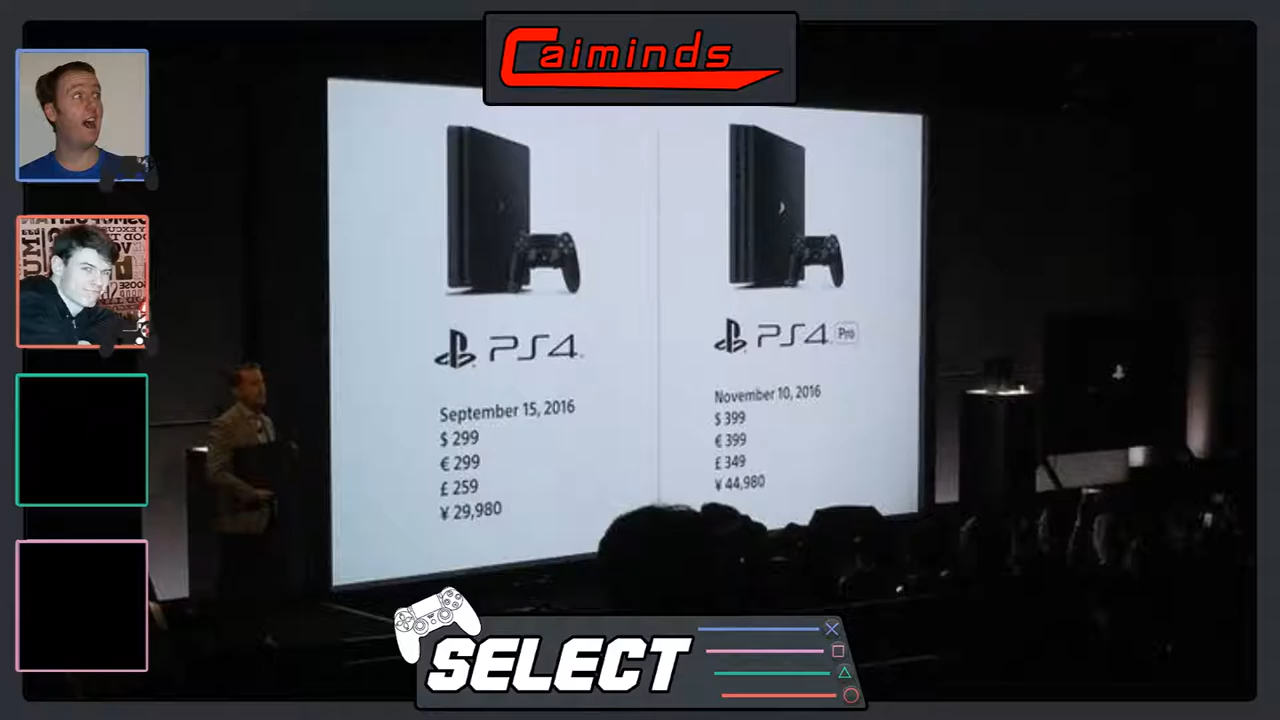 Caiminds
PS4
September 15, 2016
$ 299
€ 299
£ 259
¥ 29,980
PS4 Pro
November 10, 2016
$ 399
€ 399
£ 349
¥ 44,980
SELECT